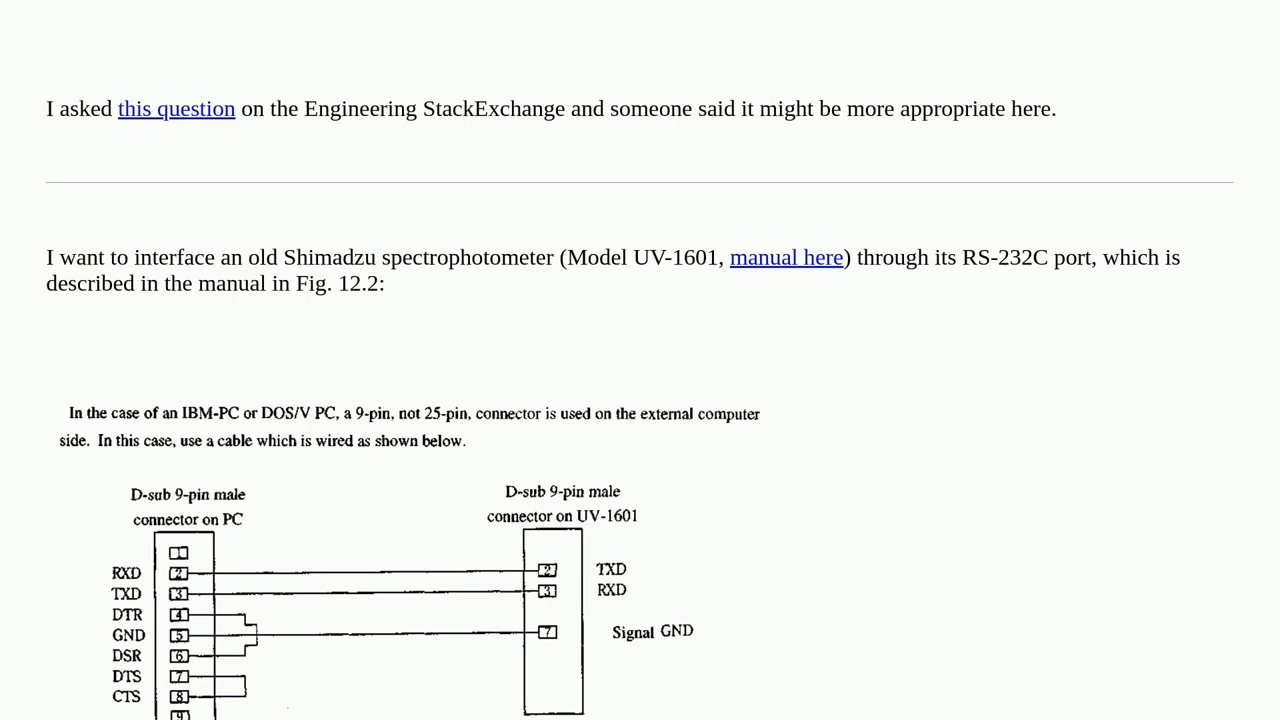 I asked this question on the Engineering StackExchange and someone said it might be more appropriate here.
I want to interface an old Shimadzu spectrophotometer (Model UV-1601, manual here) through its RS-232C port, which is
described in the manual in Fig. 12.2:
In the case of an IBM-PC or DOS/V PC, a 9-pin, not 25-pin, connector is used on the external computer
side. In this case, use a cable which is wired as shown below.
D-sub 9-pin male
connector on PC
D-sub 9-pin male
connector on UV-1601
1
RXD 2
TXD 3
DTR 4
GND 5
DSR 6
DTS 7
CTS 8
9
2 TXD
3 RXD
7 Signal GND